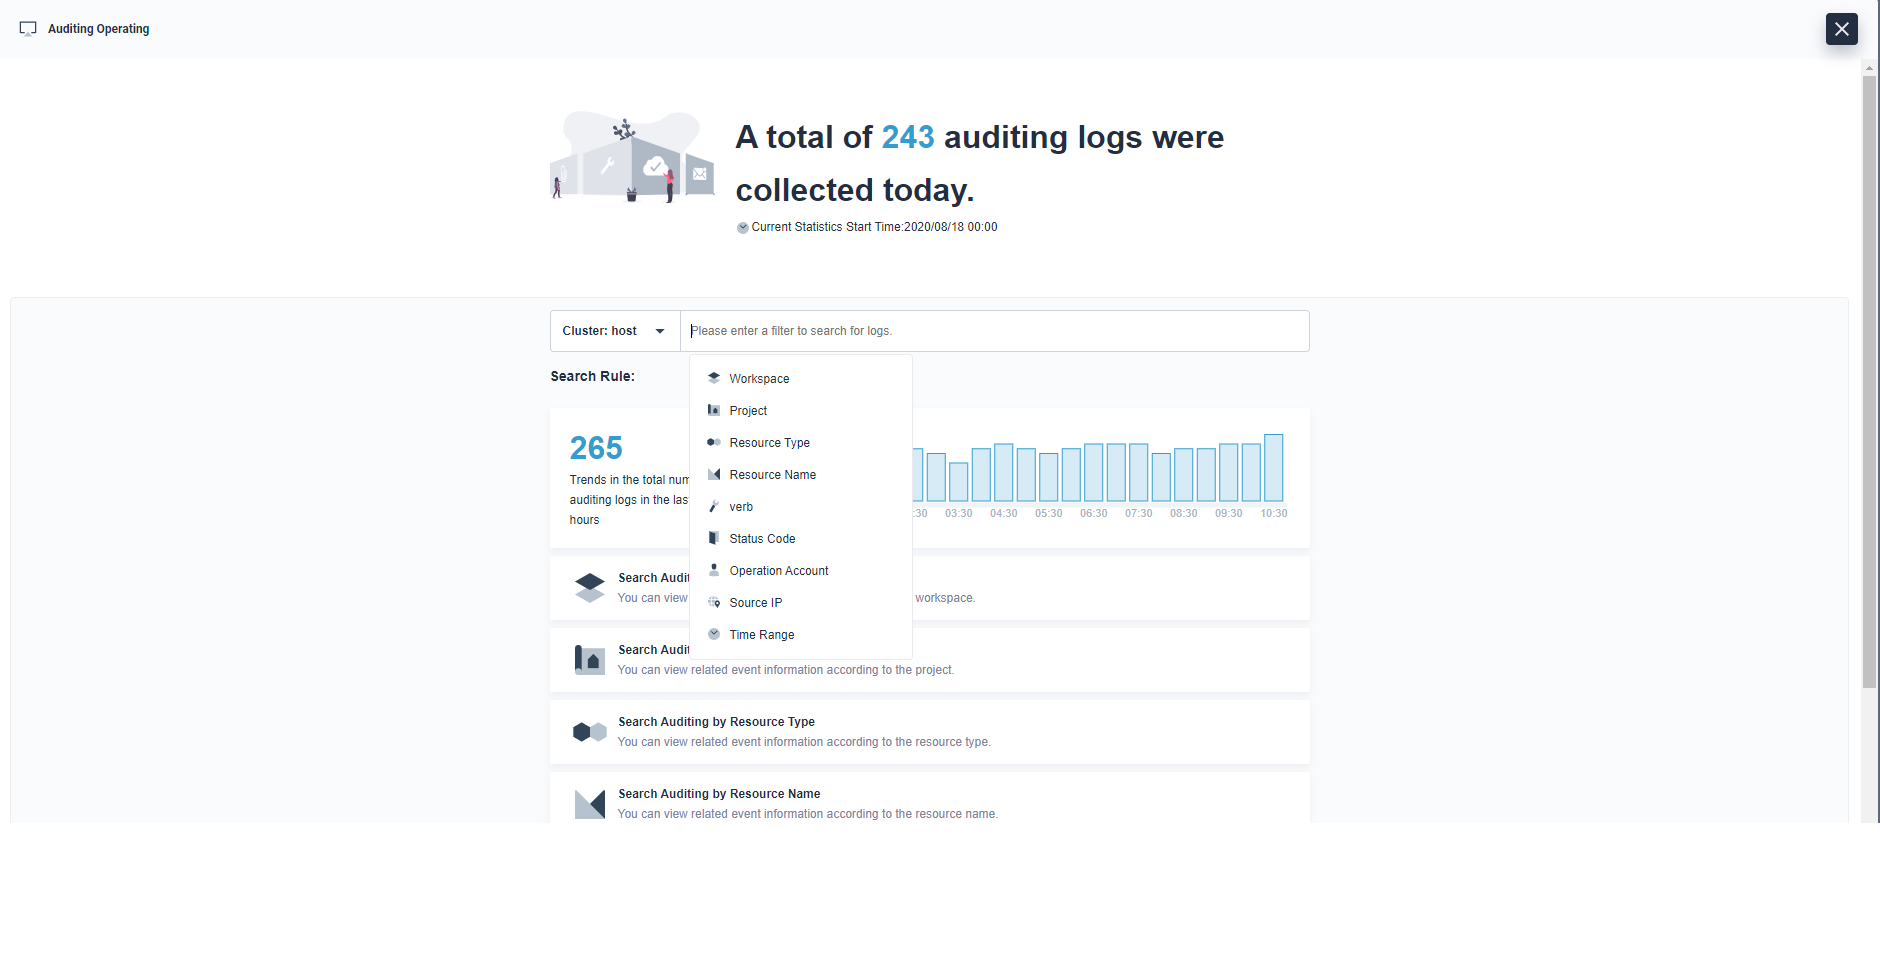 Auditing Operating
A total of 243 auditing logs were
collected today.
Current Statistics Start Time:2020/08/18 00:00
Cluster: host
Please enter a filter to search for logs.
Search Rule:
Workspace
Project
Resource Type
Resource Name
verb
Status Code
Operation Account
Source IP
Time Range
265
Trends in the total num
auditing logs in the las
hours
:30 03:30 04:30 05:30 06:30 07:30 08:30 09:30 10:30
Search Audit
You can view workspace.
Search Audit
You can view related event information according to the project.
Search Auditing by Resource Type
You can view related event information according to the resource type.
Search Auditing by Resource Name
You can view related event information according to the resource name.